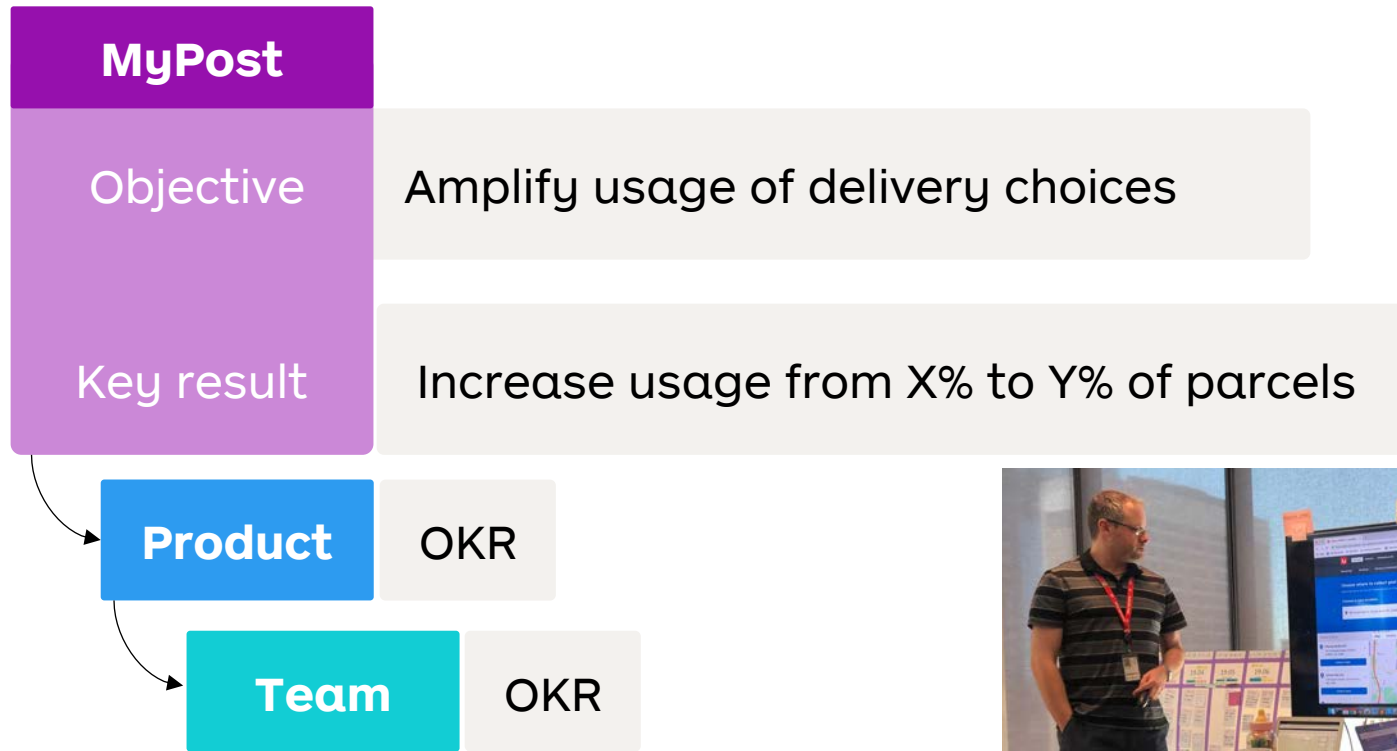 MyPost
Objective
Amplify usage of delivery choices
Key result
Increase usage from X% to Y% of parcels
Product
OKR
Team
OKR